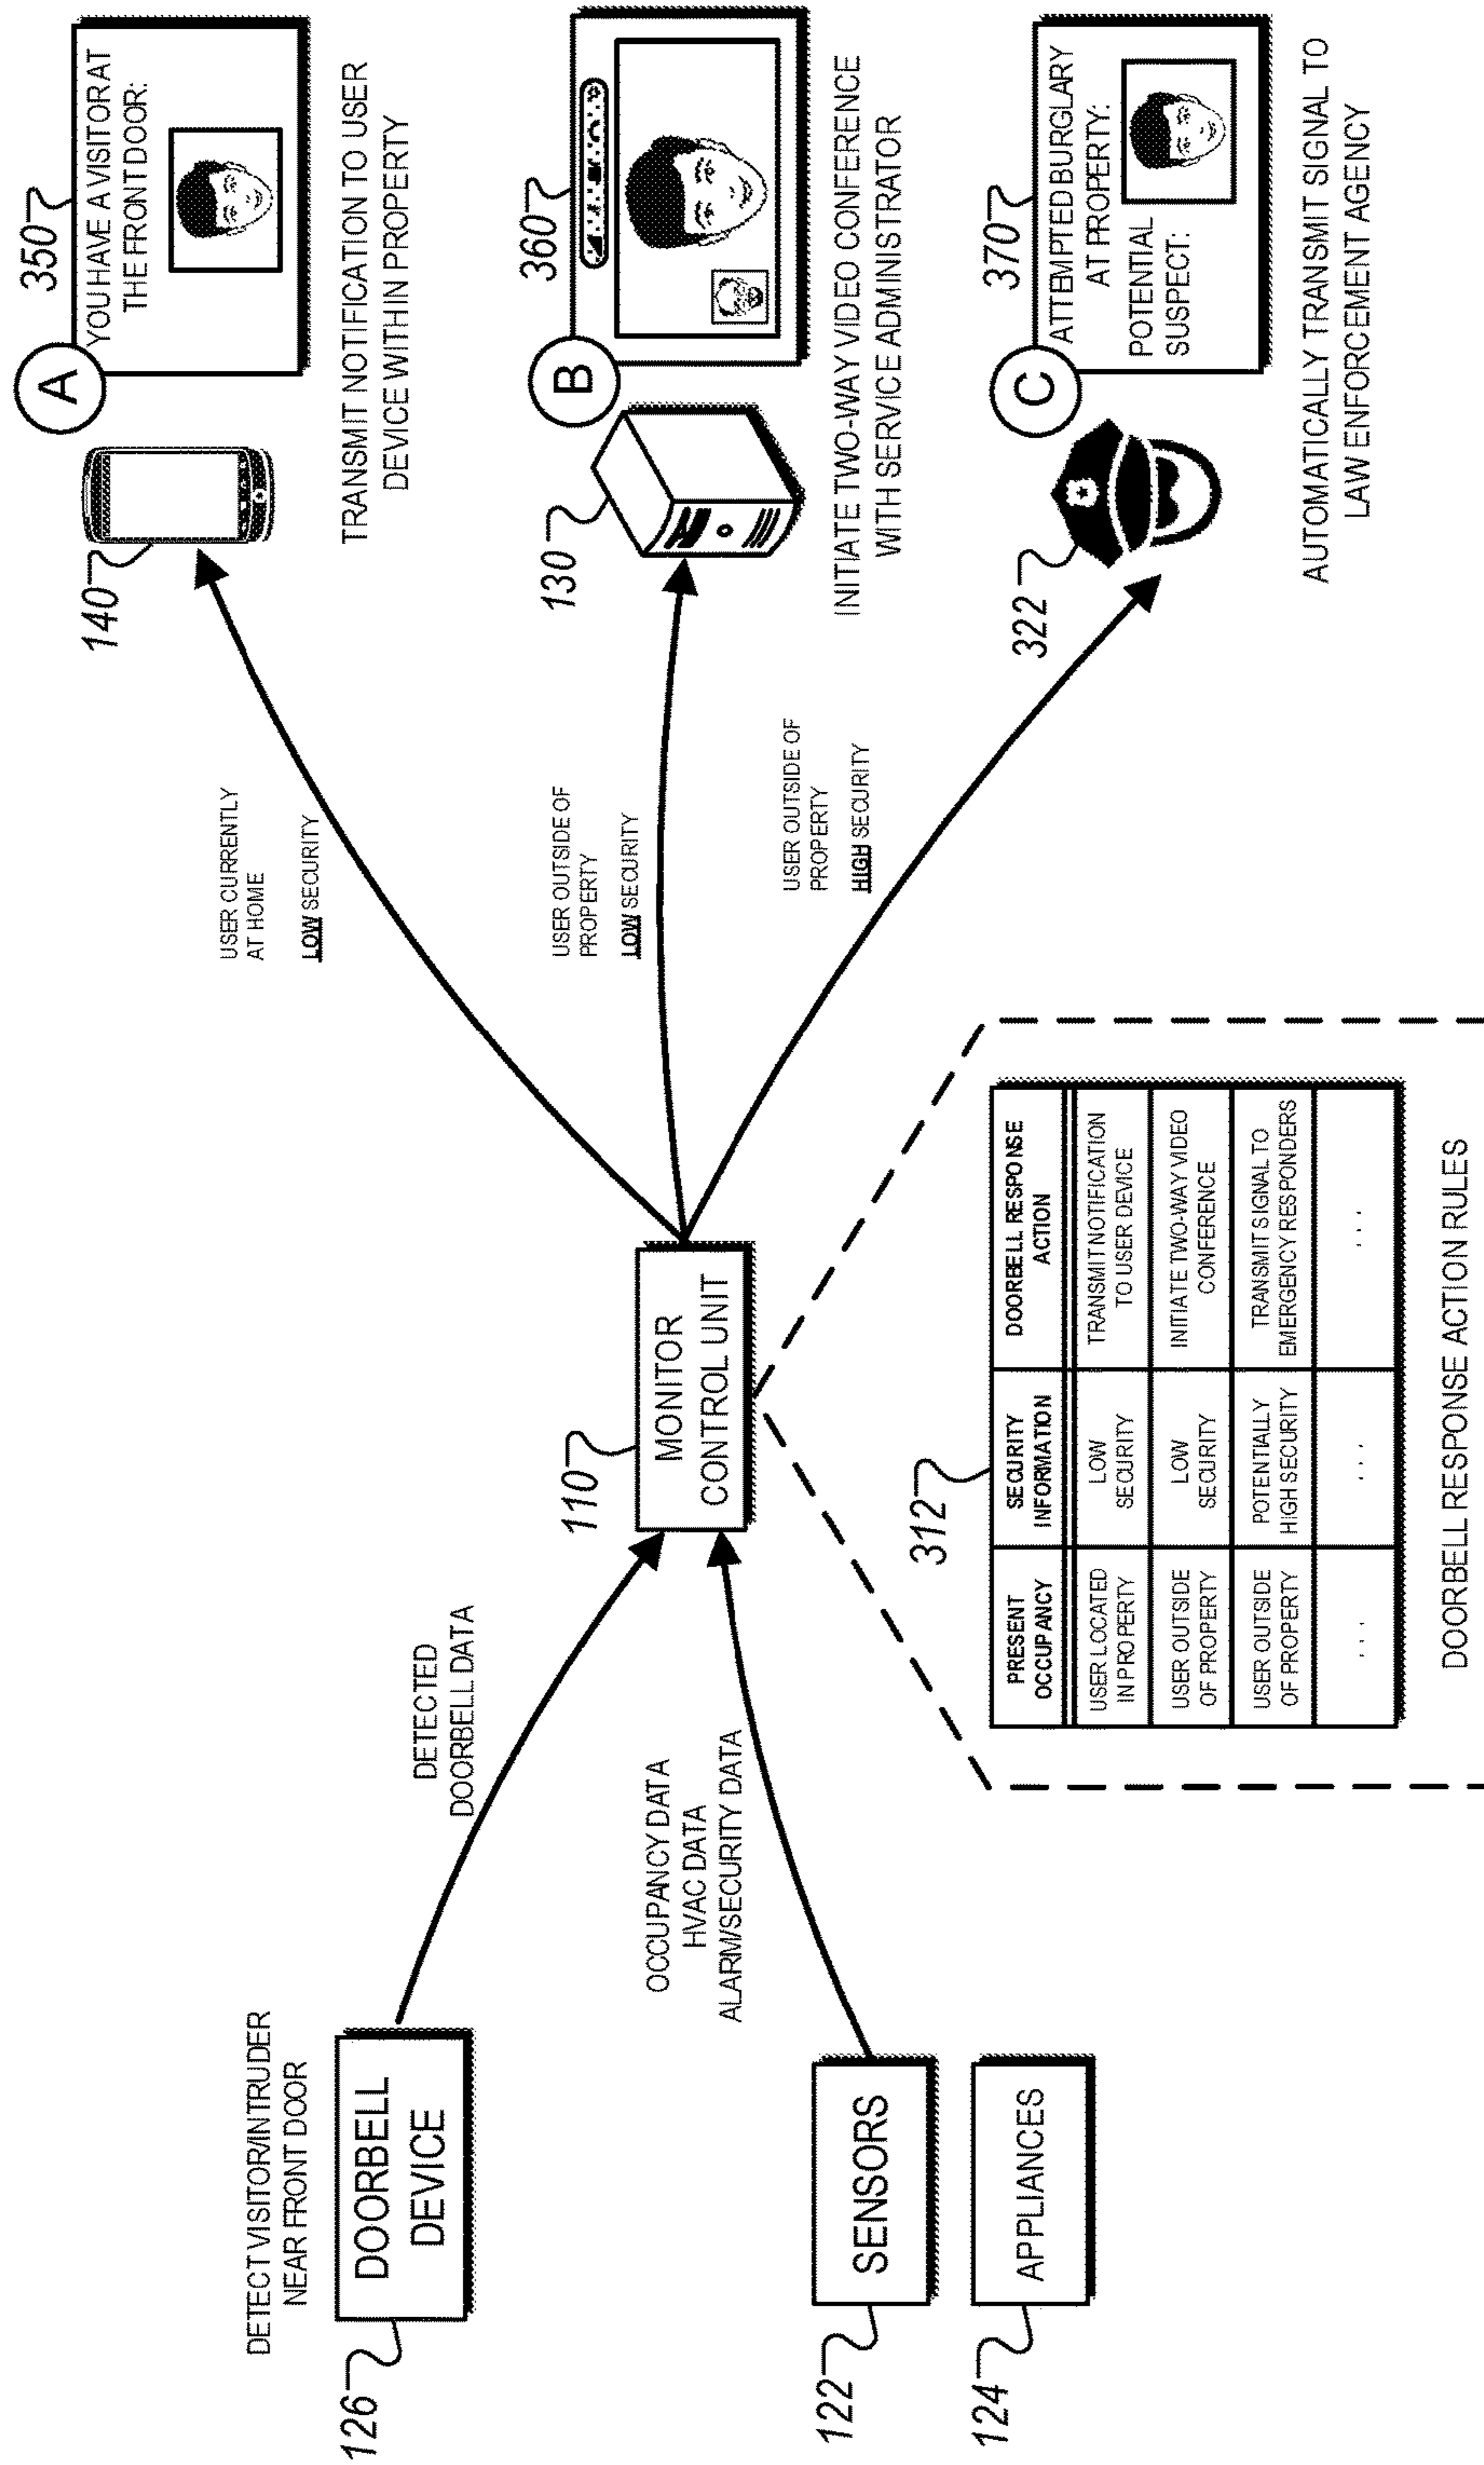 DETECT VISITOR/INTRUDER
NEAR FRONT DOOR
126
DOORBELL
DEVICE
DETECTED
DOORBELL DATA
122
SENSORS
124
APPLIANCES
OCCUPANCY DATA
HVAC DATA
ALARM/SECURITY DATA
110
MONITOR
CONTROL UNIT
USER CURRENTLY
AT HOME
LOW SECURITY
USER OUTSIDE OF
PROPERTY
LOW SECURITY
USER OUTSIDE OF
PROPERTY
HIGH SECURITY
140
A
350
YOU HAVE A VISITOR AT
THE FRONT DOOR:
TRANSMIT NOTIFICATION TO USER
DEVICE WITHIN PROPERTY
130
B
360
INITIATE TWO-WAY VIDEO CONFERENCE
WITH SERVICE ADMINISTRATOR
322
C
370
ATTEMPTED BURGLARY
AT PROPERTY:
POTENTIAL
SUSPECT:
AUTOMATICALLY TRANSMIT SIGNAL TO
LAW ENFORCEMENT AGENCY
312
PRESENT
OCCUPANCY
SECURITY
INFORMATION
DOORBELL RESPONSE
ACTION
USER LOCATED
IN PROPERTY
LOW
SECURITY
TRANSMIT NOTIFICATION
TO USER DEVICE
USER OUTSIDE
OF PROPERTY
LOW
SECURITY
INITIATE TWO-WAY VIDEO
CONFERENCE
USER OUTSIDE
OF PROPERTY
POTENTIALLY
HIGH SECURITY
TRANSMIT SIGNAL TO
EMERGENCY RESPONDERS
...
...
...
DOORBELL RESPONSE ACTION RULES